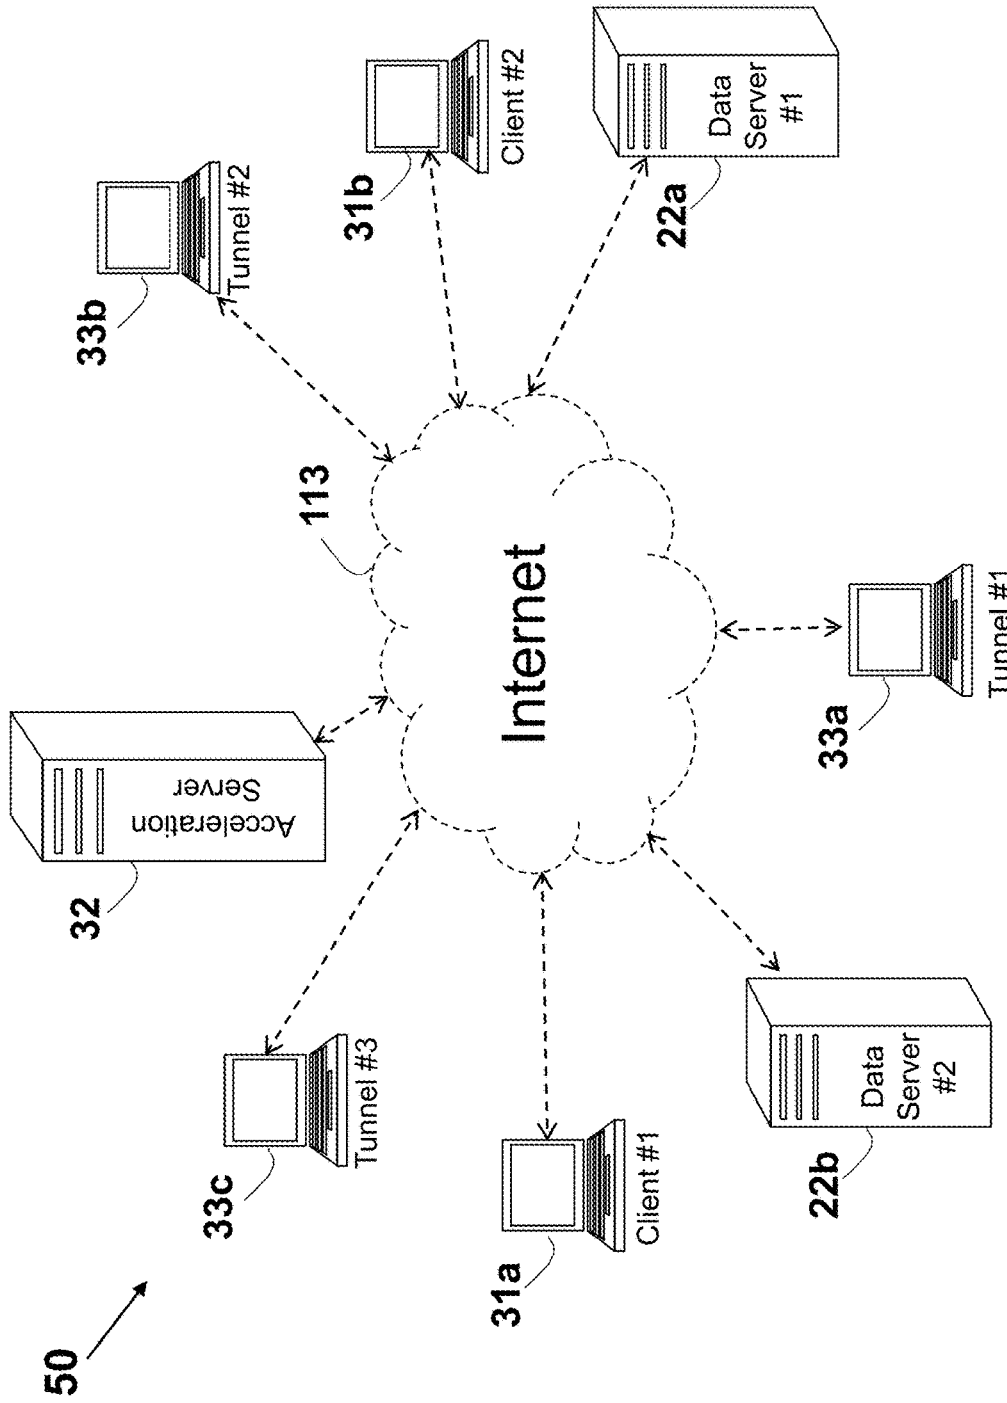 50
33c
Tunnel #3
32
Acceleration
Server
113
33b
Tunnel #2
31b
Client #2
31a
Client #1
Internet
22a
Data
Server
#1
22b
Data
Server
#2
33a
Tunnel #1